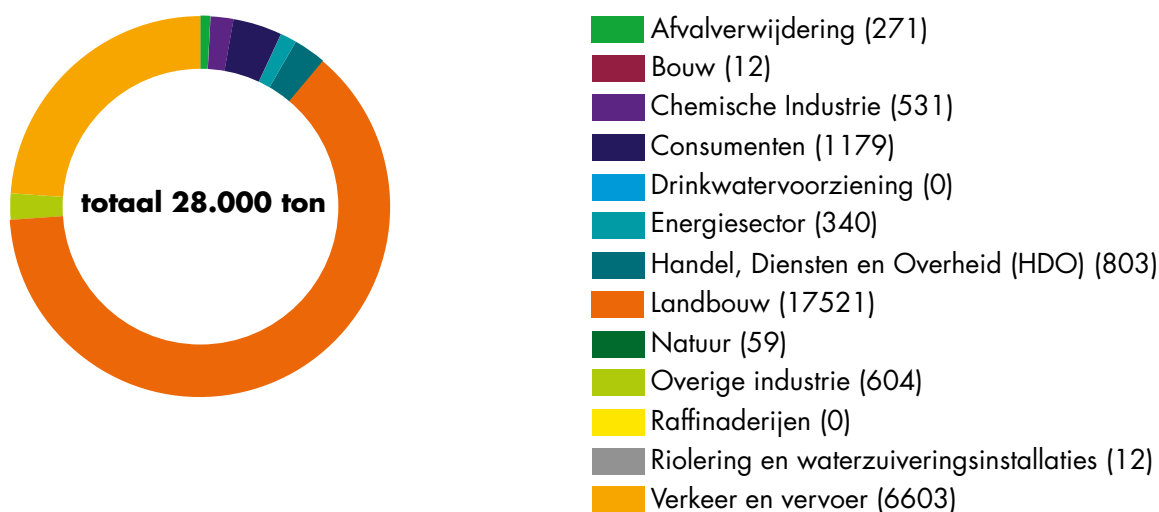 totaal 28.000 ton
Afvalverwijdering (271)
Bouw (12)
Chemische Industrie (531)
Consumenten (1179)
Drinkwatervoorziening (0)
Energiesector (340)
Handel, Diensten en Overheid (HDO) (803)
Landbouw (17521)
Natuur (59)
Overige industrie (604)
Raffinaderijen (0)
Riolering en waterzuiveringsinstallaties (12)
Verkeer en vervoer (6603)